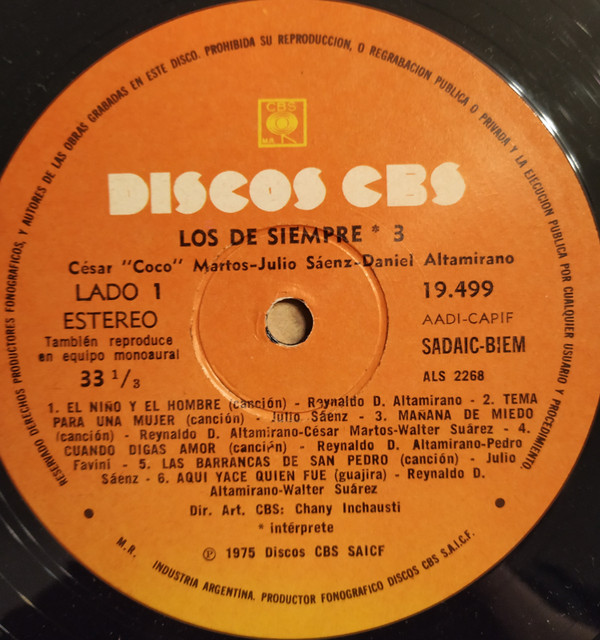 RESERVADO DERECHOS PRODUCTORES FONOGRAFICOS, Y AUTORES DE LAS OBRAS GRABADAS EN ESTE DISCO. PROHIBIDA SU REPRODUCCION, O REGRABACION PUBLICA O PRIVADA Y LA EJECUCION PUBLICA POR CUALQUIER USUARIO Y PROCEDIMIENTO.
CBS
M.R.
DISCOS CBS
LOS DE SIEMPRE * 3
César "Coco" Martos-Julio Sáenz-Daniel Altamirano
LADO 1
ESTEREO
También reproduce
en equipo monoaural
33 1/3
19.499
AADI-CAPIF
SADAIC-BIEM
ALS 2268
1. EL NIÑO Y EL HOMBRE (canción) - Reynaldo D. Altamirano - 2. TEMA
PARA UNA MUJER (canción) - Julio Sáenz - 3. MAÑANA DE MIEDO
(canción) - Reynaldo D. Altamirano-César Martos-Walter Suárez - 4.
CUANDO DIGAS AMOR (canción) - Reynaldo D. Altamirano-Pedro
Favini - 5. LAS BARRANCAS DE SAN PEDRO (canción) - Julio
Sáenz - 6. AQUI YACE QUIEN FUE (guajira) - Reynaldo D.
Altamirano-Walter Suárez
Dir. Art. CBS: Chany Inchausti
* intérprete
℗ 1975 Discos CBS SAICF
M.R. INDUSTRIA ARGENTINA. PRODUCTOR FONOGRAFICO DISCOS CBS S.A.I.C.F.